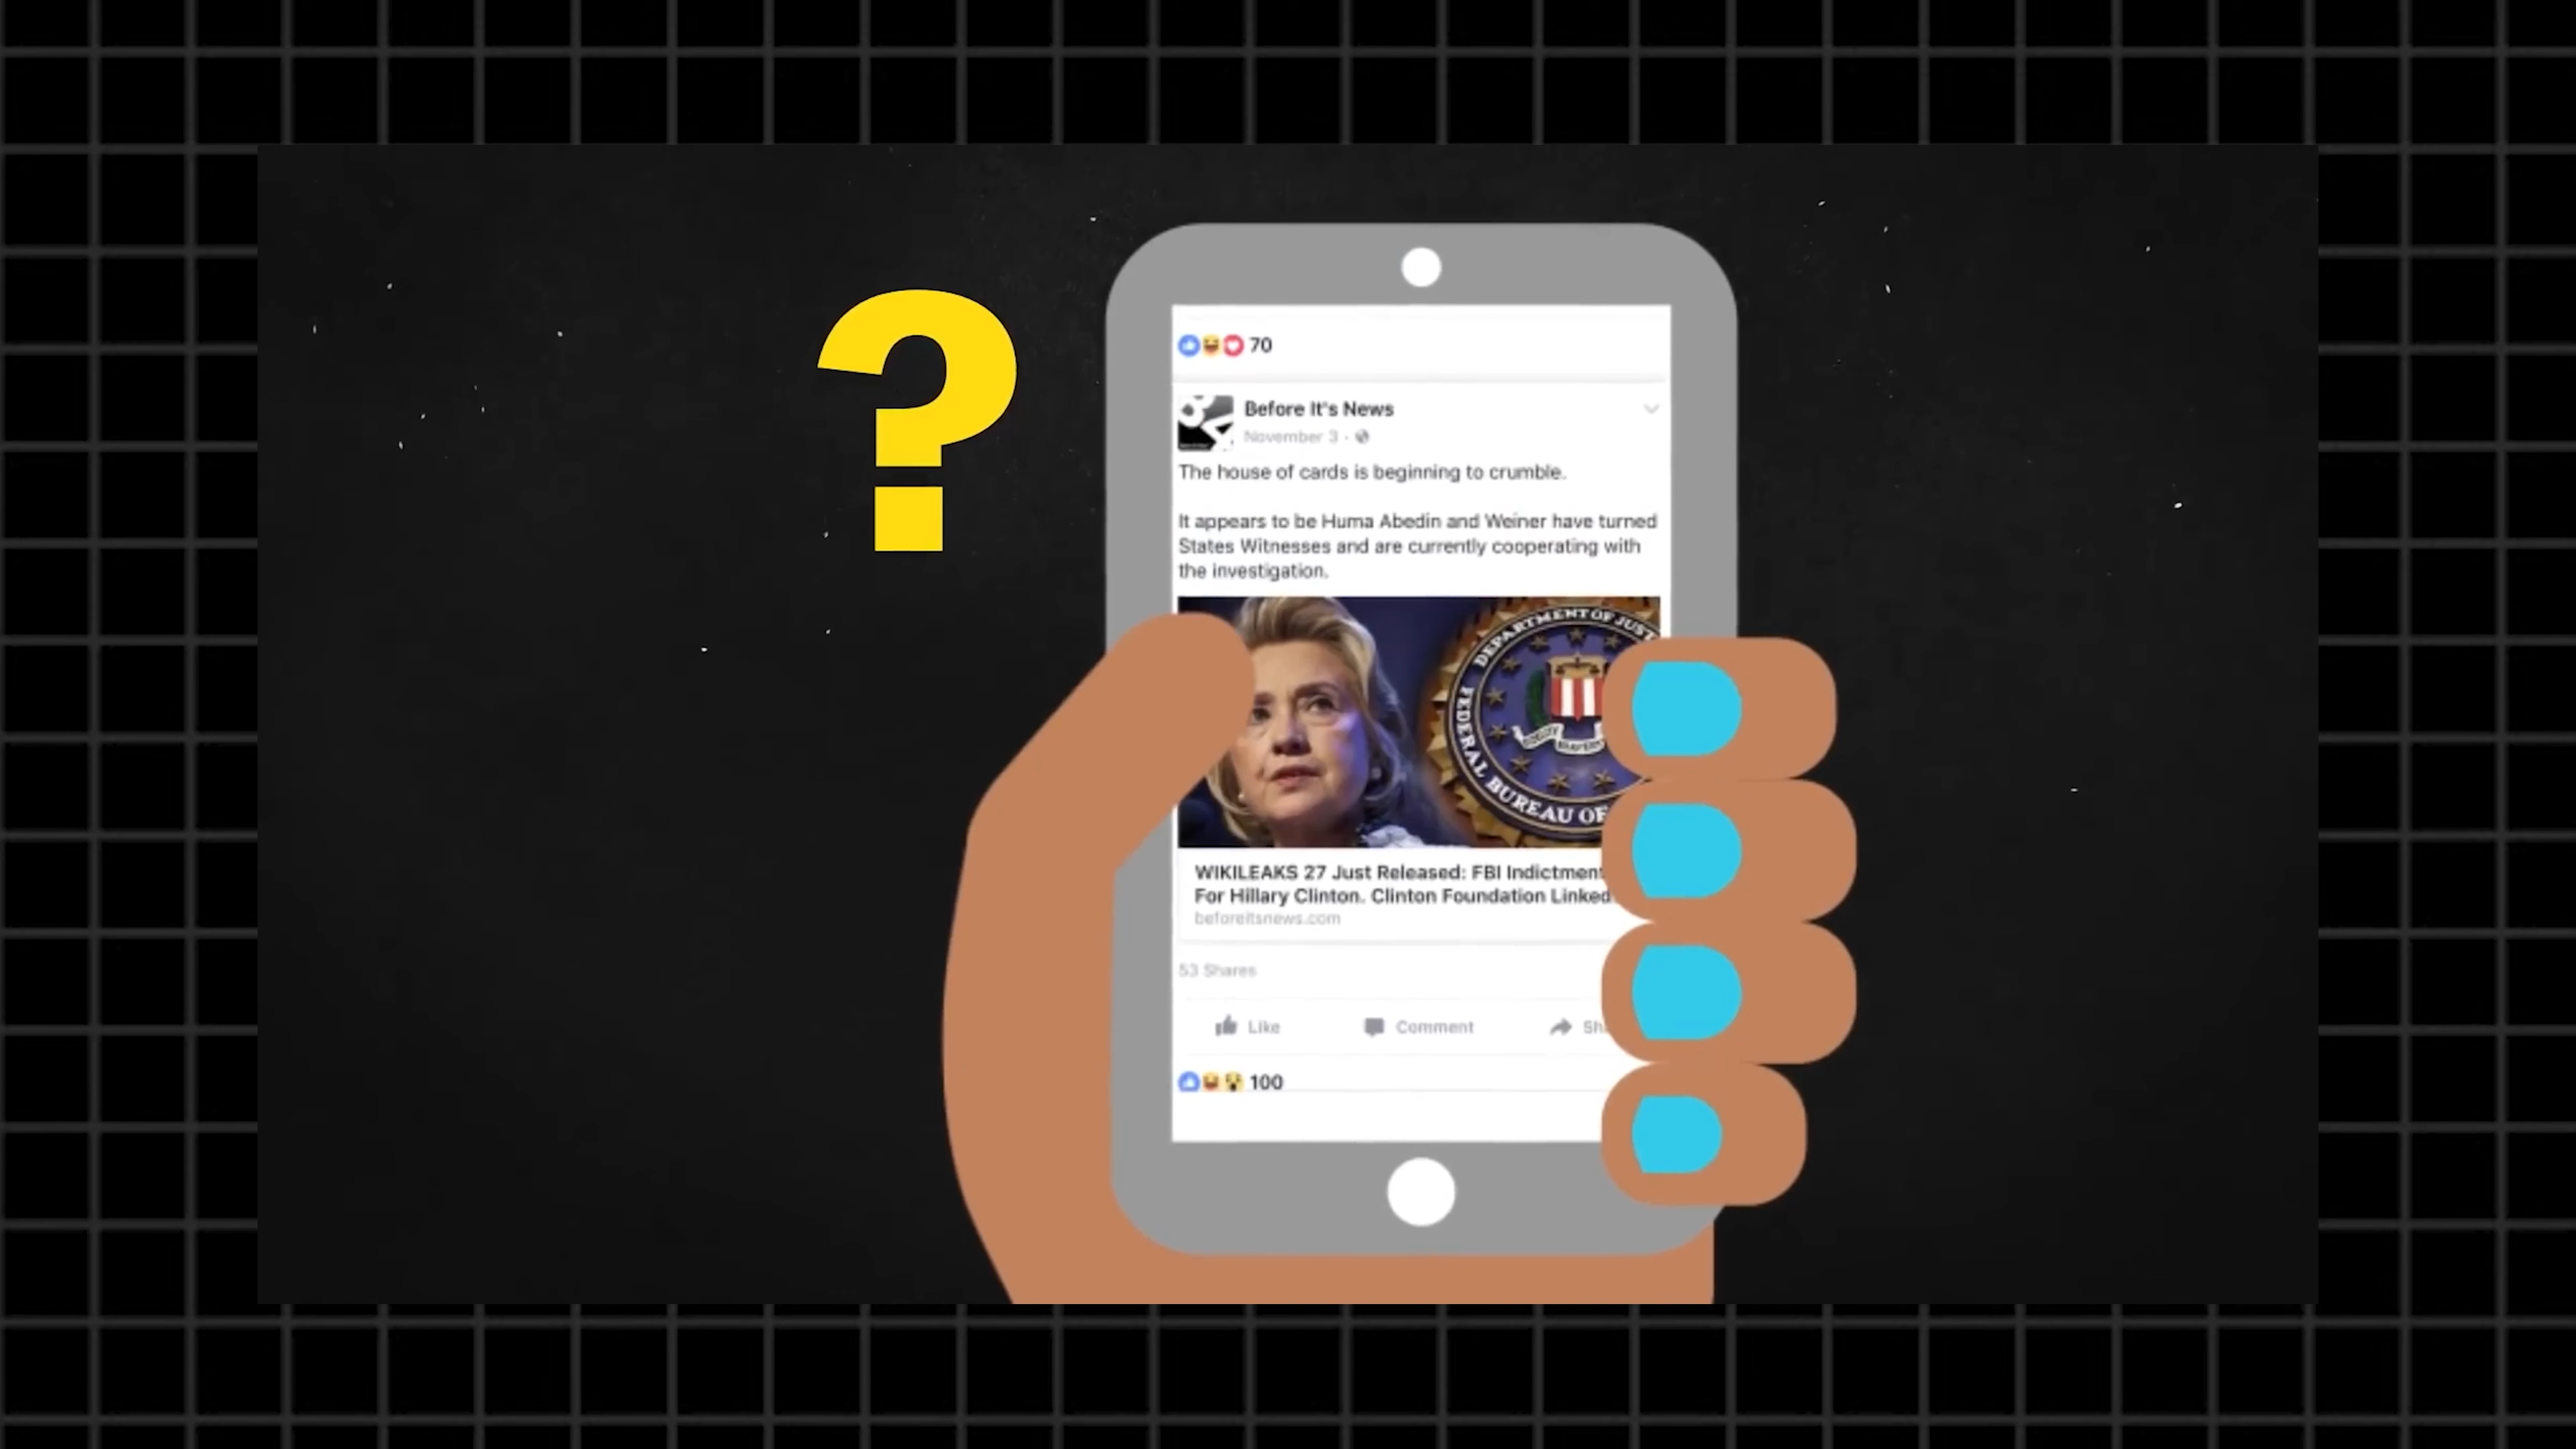 ?
70
Before It's News
November 3 ·
The house of cards is beginning to crumble.
It appears to be Huma Abedin and Weiner have turned
States Witnesses and are currently cooperating with
the investigation.
DEPARTMENT OF JUST
FEDERAL BUREAU OF
FIDELITY
WIKILEAKS 27 Just Released: FBI Indictment
For Hillary Clinton. Clinton Foundation Linked
beforeitsnews.com
53 Shares
Like Comment Sh
100